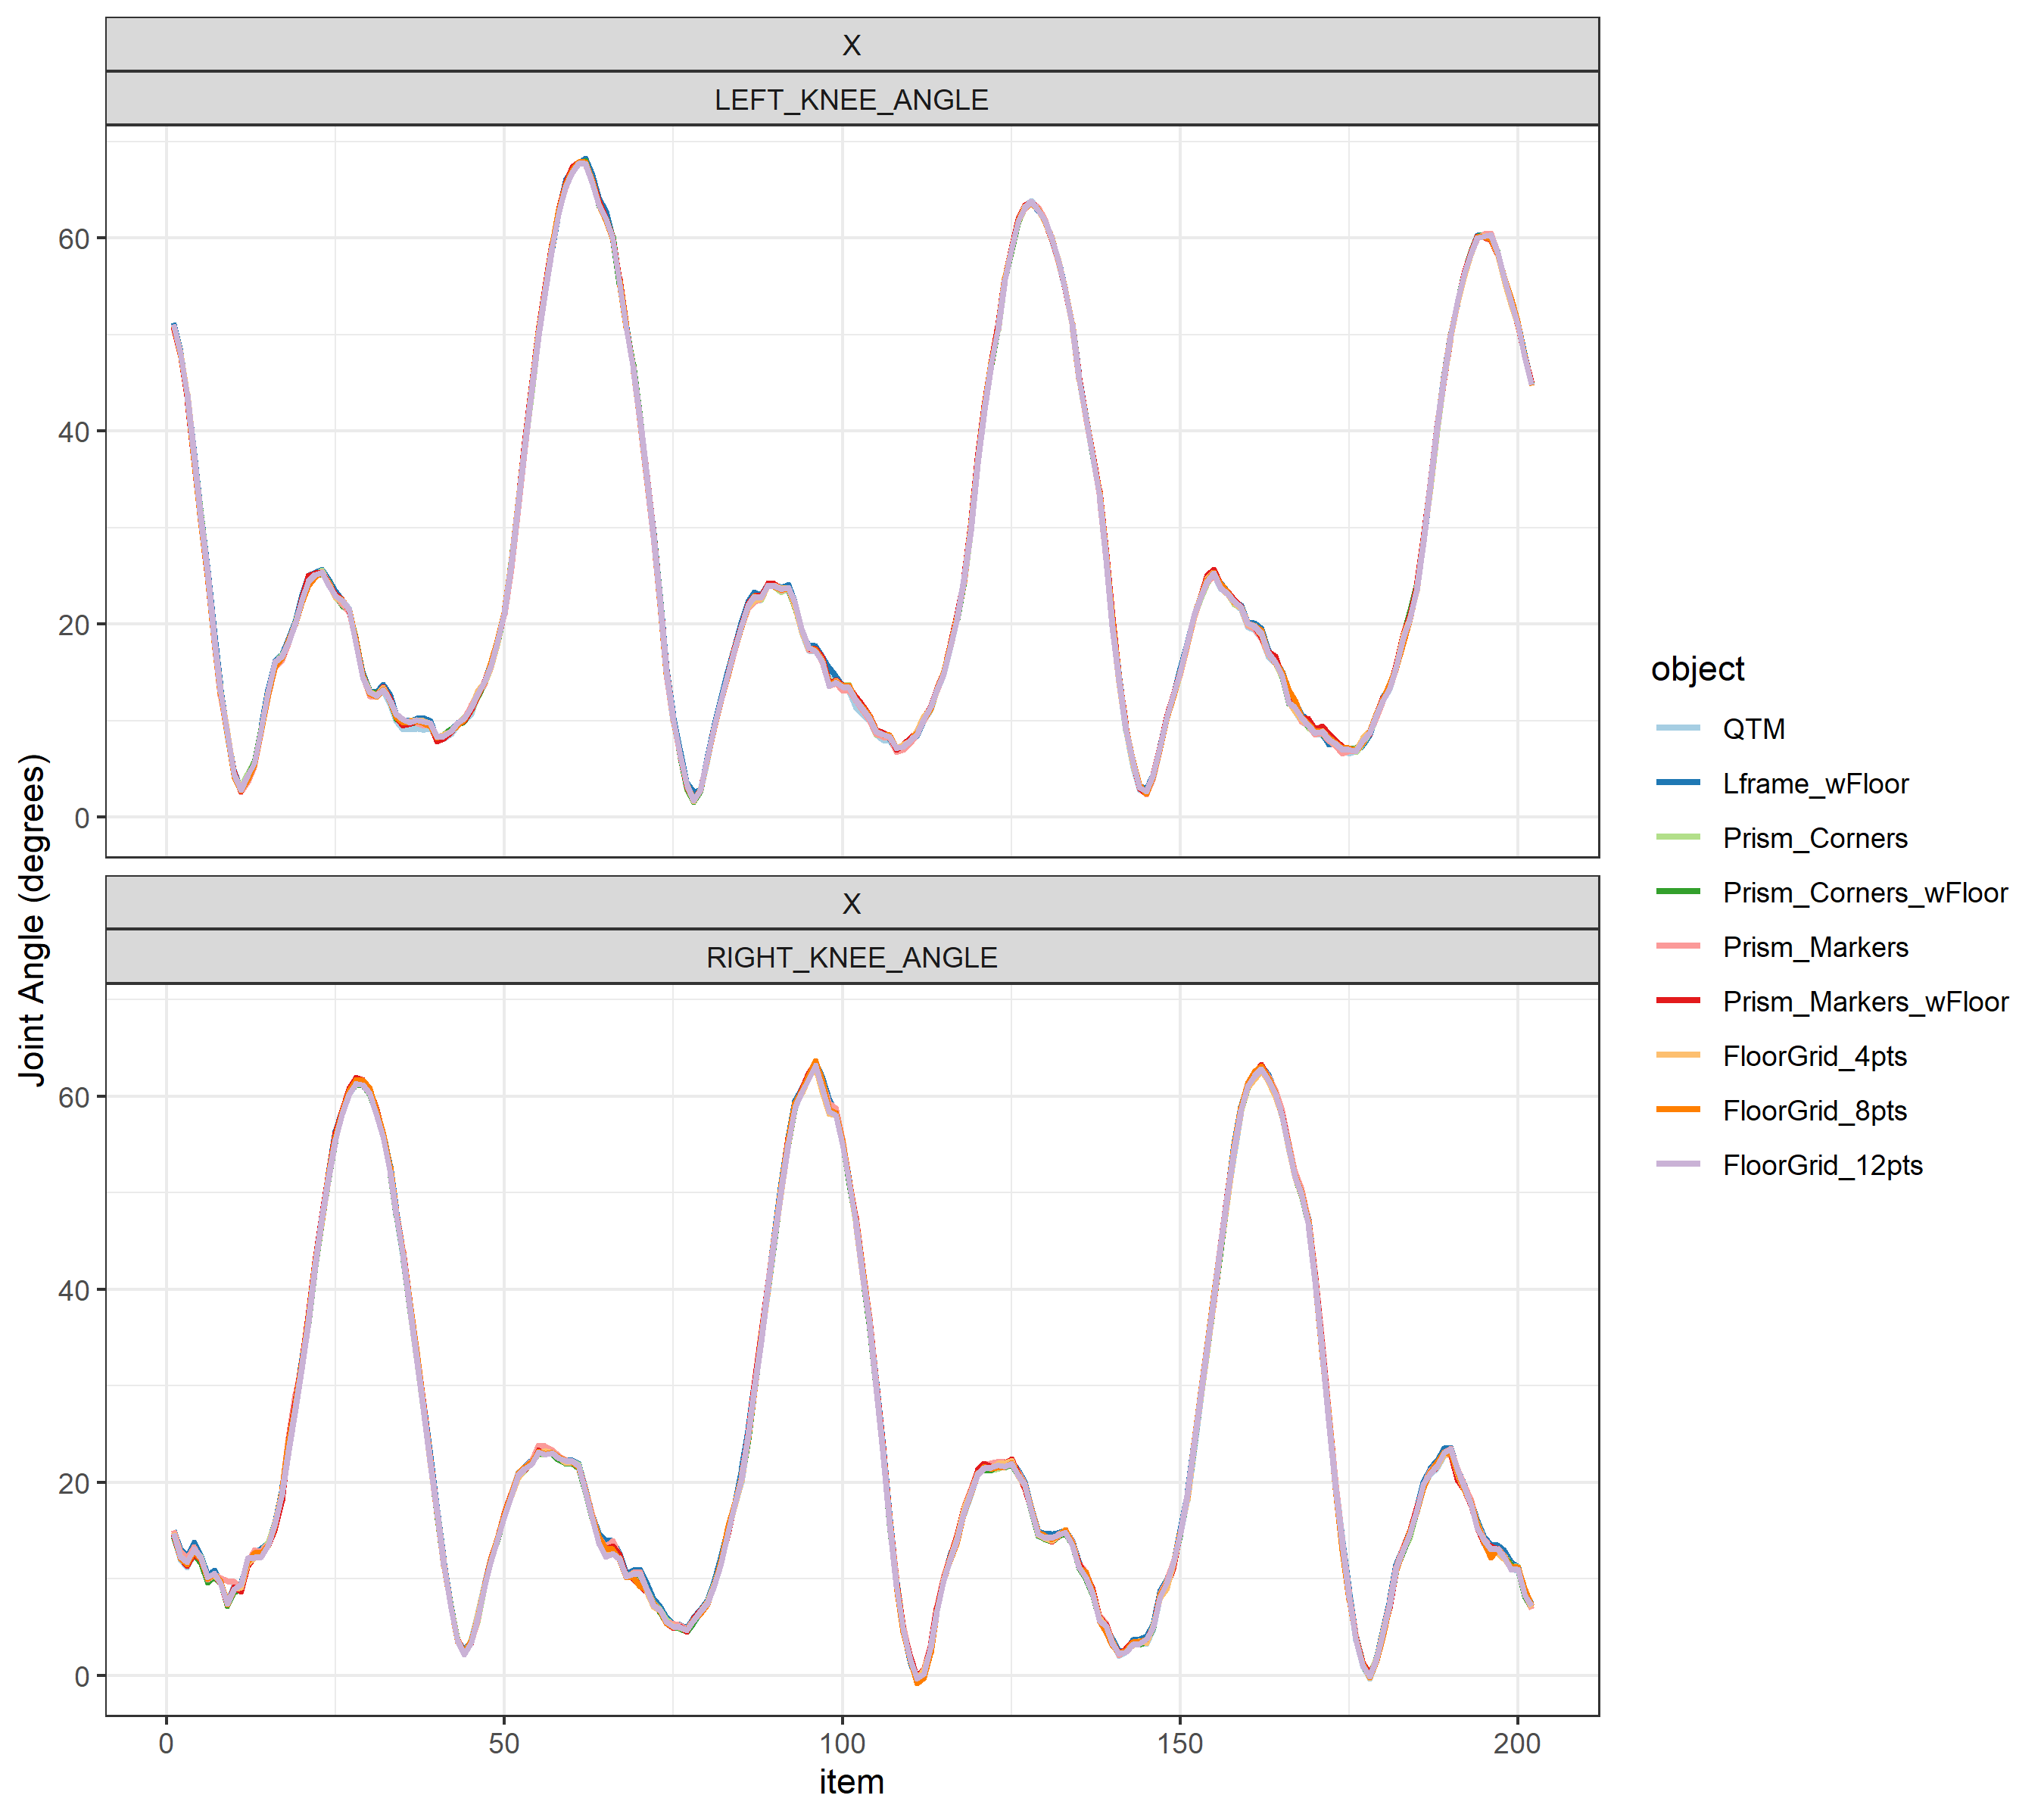 X
LEFT_KNEE_ANGLE
60
40
20
0
X
RIGHT_KNEE_ANGLE
60
40
20
0
0 50 100 150 200
item
Joint Angle (degrees)
object
QTM
Lframe_wFloor
Prism_Corners
Prism_Corners_wFloor
Prism_Markers
Prism_Markers_wFloor
FloorGrid_4pts
FloorGrid_8pts
FloorGrid_12pts